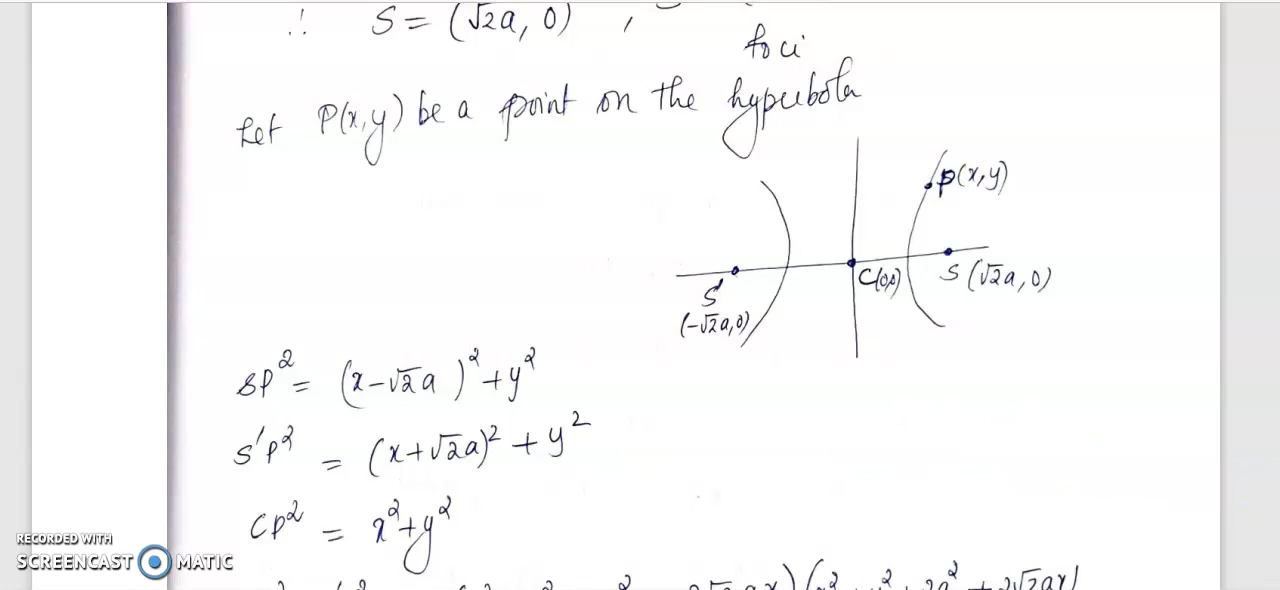 ∴ S = (√2a, 0) ,
foci
Let P(x,y) be a point on the hyperbola
P(x,y)
C(0,0)
S (√2a, 0)
S'
(-√2a,0)
SP² = (x-√2a)²+y²
S'P² = (x+√2a)² + y²
CP² = x²+y²
RECORDED WITH
SCREENCAST MATIC